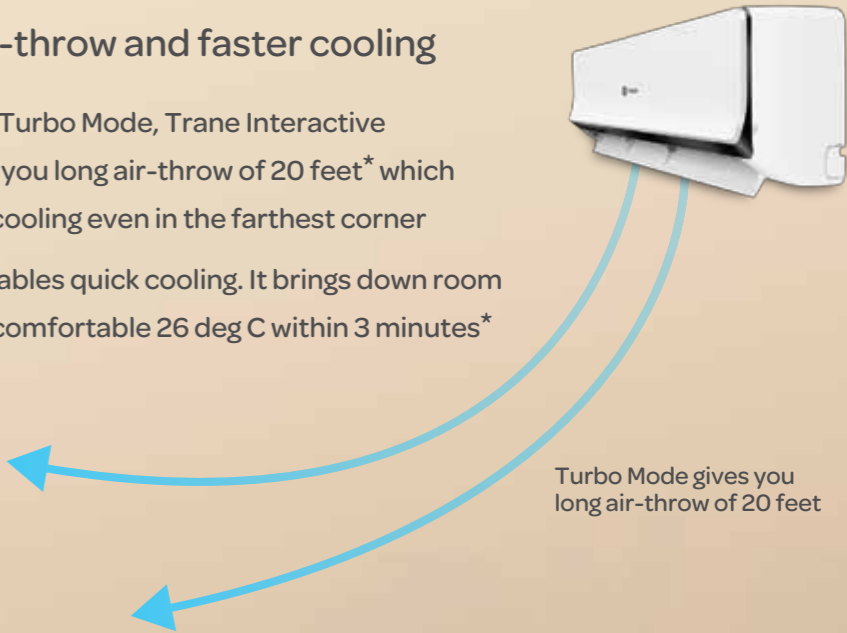 -throw and faster cooling
Turbo Mode, Trane Interactive
you long air-throw of 20 feet* which
cooling even in the farthest corner
ables quick cooling. It brings down room
comfortable 26 deg C within 3 minutes*
Turbo Mode gives you
long air-throw of 20 feet